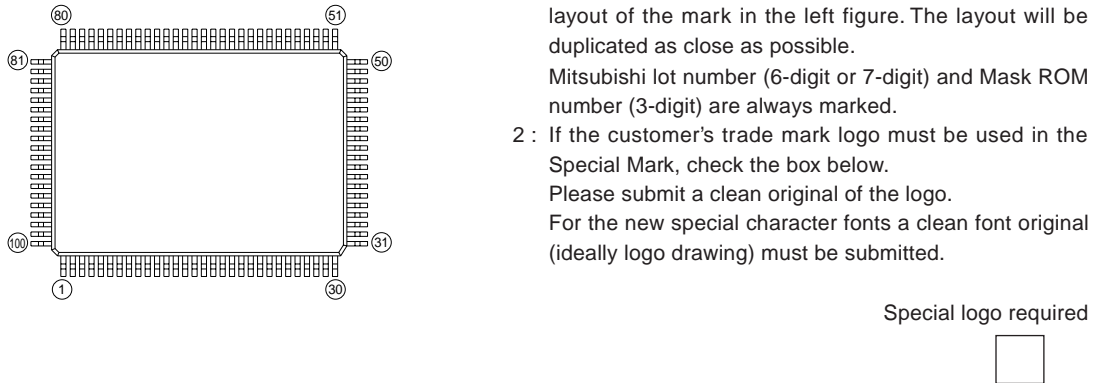 80 51
81 50
100 31
1 30
layout of the mark in the left figure. The layout will be
duplicated as close as possible.
Mitsubishi lot number (6-digit or 7-digit) and Mask ROM
number (3-digit) are always marked.
2 : If the customer's trade mark logo must be used in the
Special Mark, check the box below.
Please submit a clean original of the logo.
For the new special character fonts a clean font original
(ideally logo drawing) must be submitted.
Special logo required